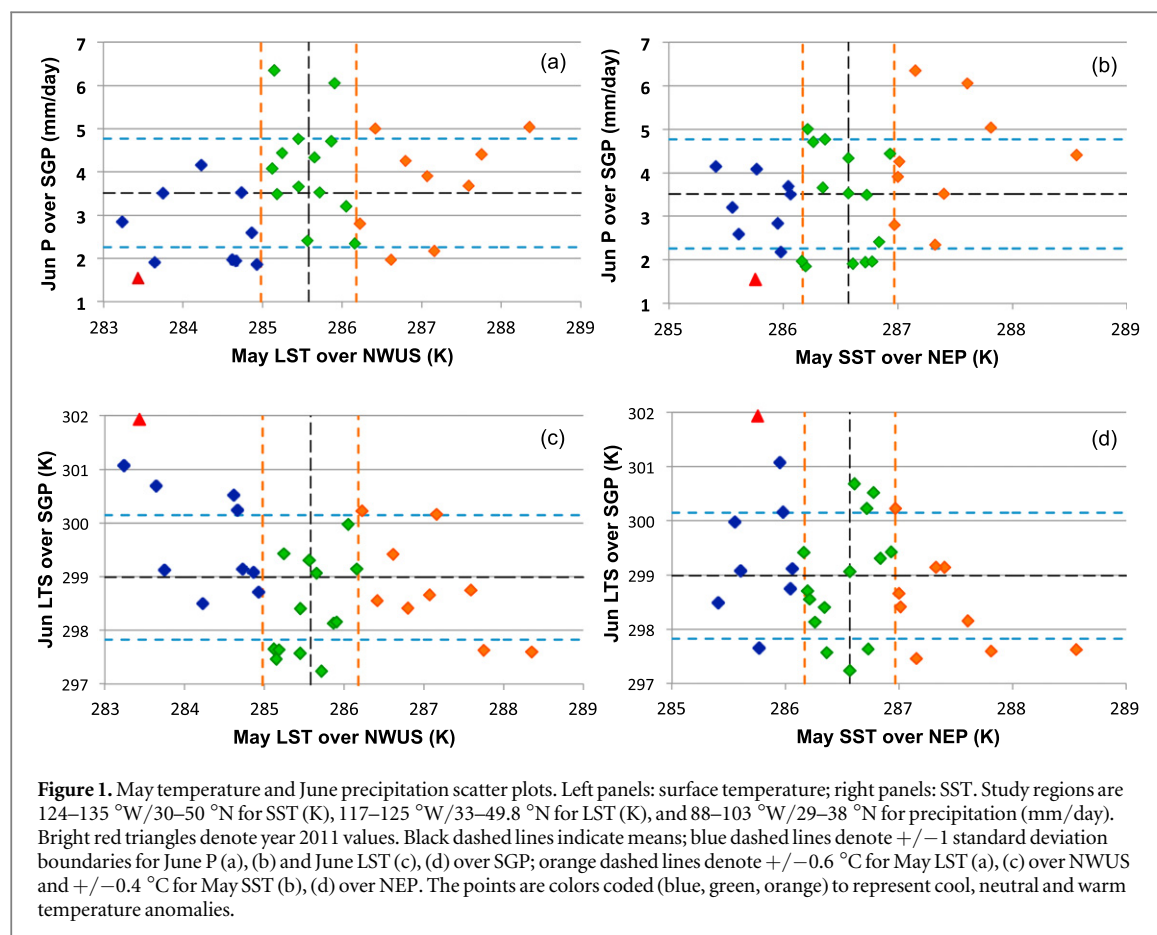 7
6
5
4
3
2
1
Jun P over SGP (mm/day)
(a)
283 284 285 286 287 288 289
May LST over NWUS (K)
7
6
5
4
3
2
1
Jun P over SGP (mm/day)
(b)
285 286 287 288 289
May SST over NEP (K)
302
301
300
299
298
297
Jun LTS over SGP (K)
(c)
283 284 285 286 287 288 289
May LST over NWUS (K)
302
301
300
299
298
297
Jun LTS over SGP (K)
(d)
285 286 287 288 289
May SST over NEP (K)
Figure 1. May temperature and June precipitation scatter plots. Left panels: surface temperature; right panels: SST. Study regions are
124–135 °W/30–50 °N for SST (K), 117–125 °W/33–49.8 °N for LST (K), and 88–103 °W/29–38 °N for precipitation (mm/day).
Bright red triangles denote year 2011 values. Black dashed lines indicate means; blue dashed lines denote +/−1 standard deviation
boundaries for June P (a), (b) and June LST (c), (d) over SGP; orange dashed lines denote +/−0.6 °C for May LST (a), (c) over NWUS
and +/−0.4 °C for May SST (b), (d) over NEP. The points are colors coded (blue, green, orange) to represent cool, neutral and warm
temperature anomalies.